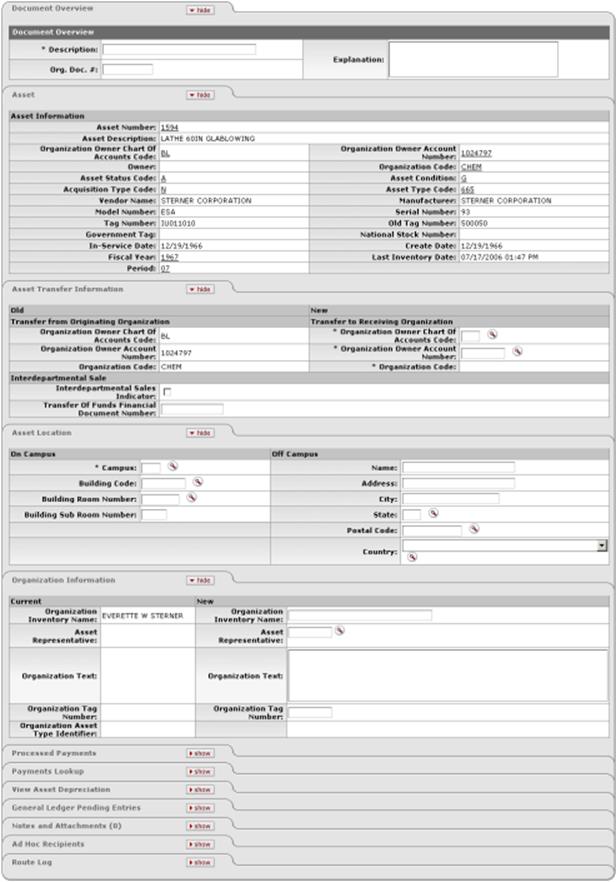 Document Overview hide
Document Overview
* Description: Explanation:
Org. Doc. #:
Asset hide
Asset Information
Asset Number: 1594
Asset Description: LATHE 60IN GLABLOWING
Organization Owner Chart Of Accounts Code: BL Organization Owner Account Number: 1024797
Owner: Organization Code: CHEM
Asset Status Code: A Asset Condition: G
Acquisition Type Code: N Asset Type Code: 665
Vendor Name: STERNER CORPORATION Manufacturer: STERNER CORPORATION
Model Number: ESA Serial Number: 93
Tag Number: IU011010 Old Tag Number: 500050
Government Tag: National Stock Number:
In-Service Date: 12/19/1966 Create Date: 12/19/1966
Fiscal Year: 1967 Last Inventory Date: 07/17/2006 01:47 PM
Period: 07
Asset Transfer Information hide
Old New
Transfer from Originating Organization Transfer to Receiving Organization
Organization Owner Chart Of Accounts Code: BL * Organization Owner Chart Of Accounts Code:
Organization Owner Account Number: 1024797 * Organization Owner Account Number:
Organization Code: CHEM * Organization Code:
Interdepartmental Sale
Interdepartmental Sales Indicator:
Transfer Of Funds Financial Document Number:
Asset Location hide
On Campus Off Campus
* Campus: Name:
Building Code: Address:
Building Room Number: City:
Building Sub Room Number: State:
Postal Code:
Country:
Organization Information hide
Current New
Organization Inventory Name: EVERETTE W STERNER Organization Inventory Name:
Asset Representative: Asset Representative:
Organization Text: Organization Text:
Organization Tag Number: Organization Tag Number:
Organization Asset Type Identifier:
Processed Payments show
Payments Lookup show
View Asset Depreciation show
General Ledger Pending Entries show
Notes and Attachments (0) show
Ad Hoc Recipients show
Route Log show